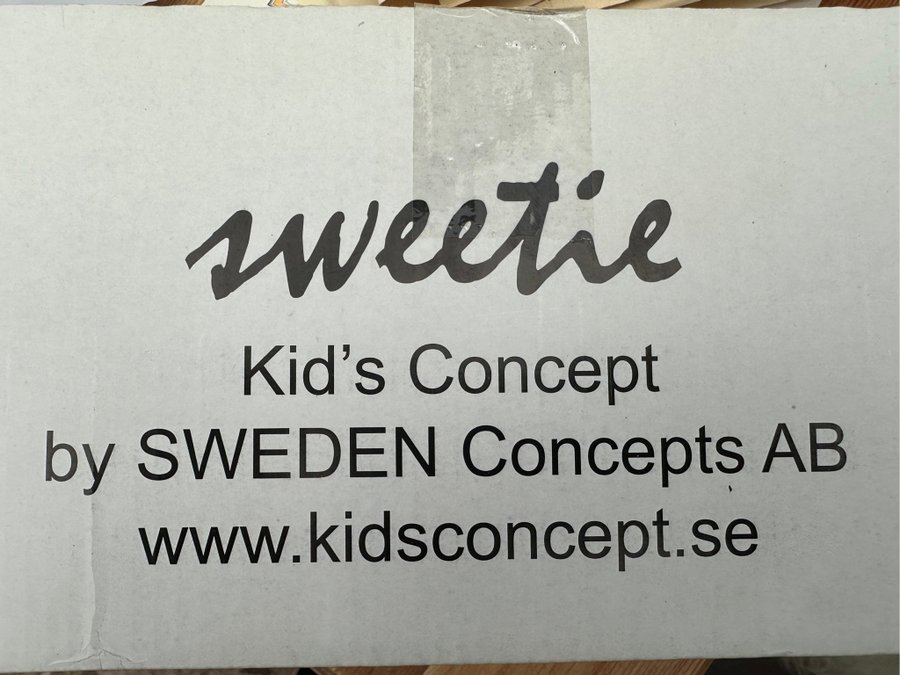 sweetie
Kid’s Concept
by SWEDEN Concepts AB
www.kidsconcept.se